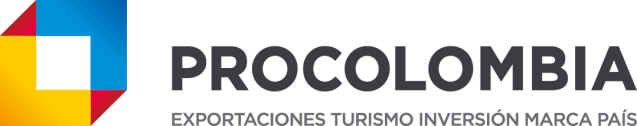 PROCOLOMBIA
EXPORTACIONES TURISMO INVERSIÓN MARCA PAÍS